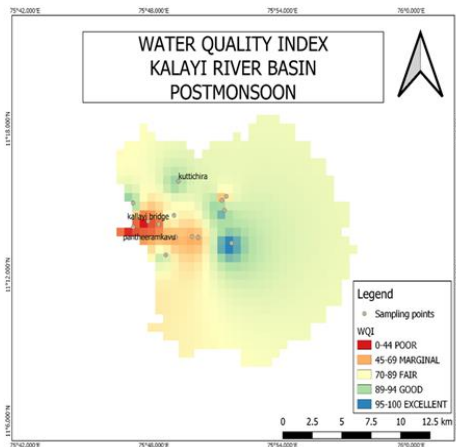 75°42.000'E 75°48.000'E 75°54.000'E 76°0.000'E
WATER QUALITY INDEX
KALAYI RIVER BASIN
POSTMONSOON
11°18.000'N
kuttichira
kallayi bridge
pantheeramkavu
11°12.000'N
Legend
Sampling points
WQI
0-44 POOR
45-69 MARGINAL
70-89 FAIR
89-94 GOOD
95-100 EXCELLENT
0 2.5 5 7.5 10 12.5 km
11°6.000'N
75°42.000'E 75°48.000'E 75°54.000'E 76°0.000'E